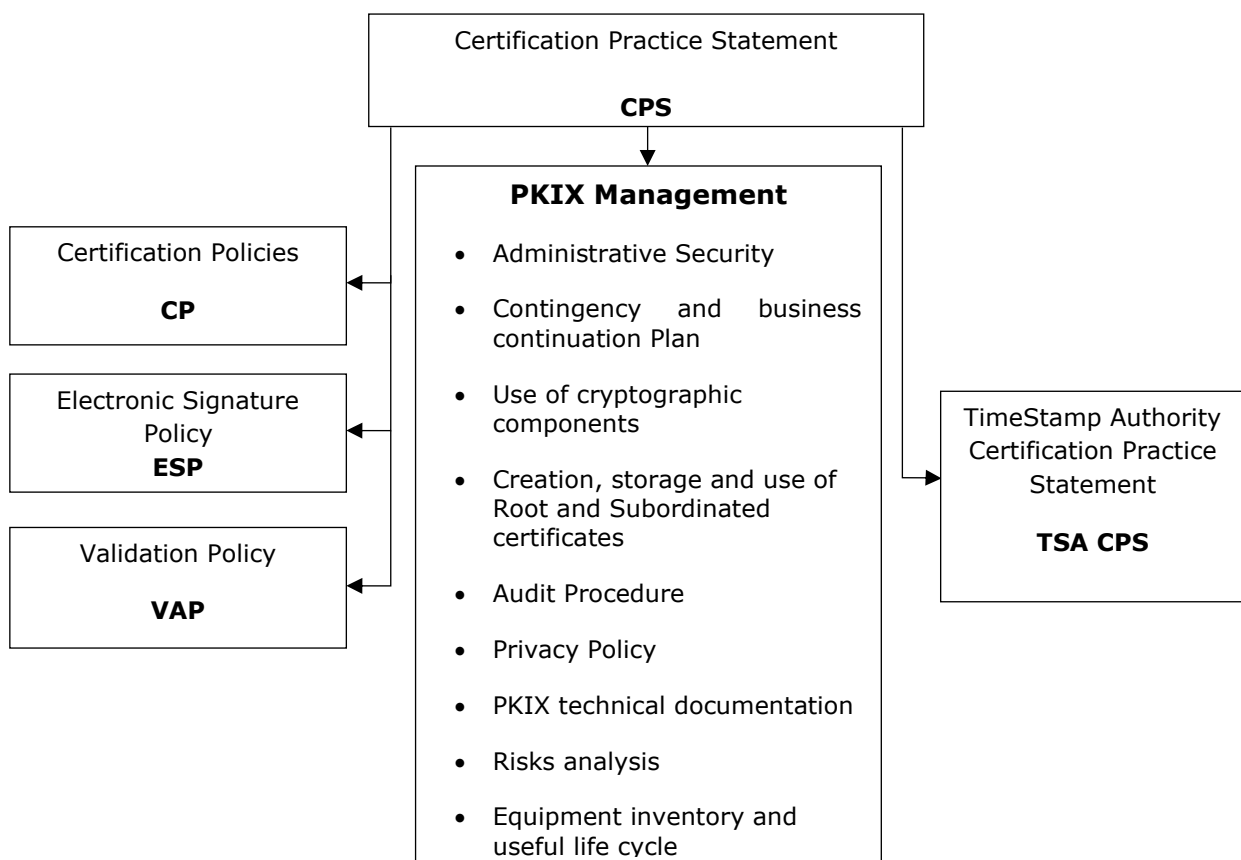 Certification Practice Statement
CPS
PKIX Management
• Administrative Security
• Contingency and business
continuation Plan
• Use of cryptographic
components
• Creation, storage and use of
Root and Subordinated
certificates
• Audit Procedure
• Privacy Policy
• PKIX technical documentation
• Risks analysis
• Equipment inventory and
useful life cycle
Certification Policies
CP
Electronic Signature
Policy
ESP
Validation Policy
VAP
TimeStamp Authority
Certification Practice
Statement
TSA CPS